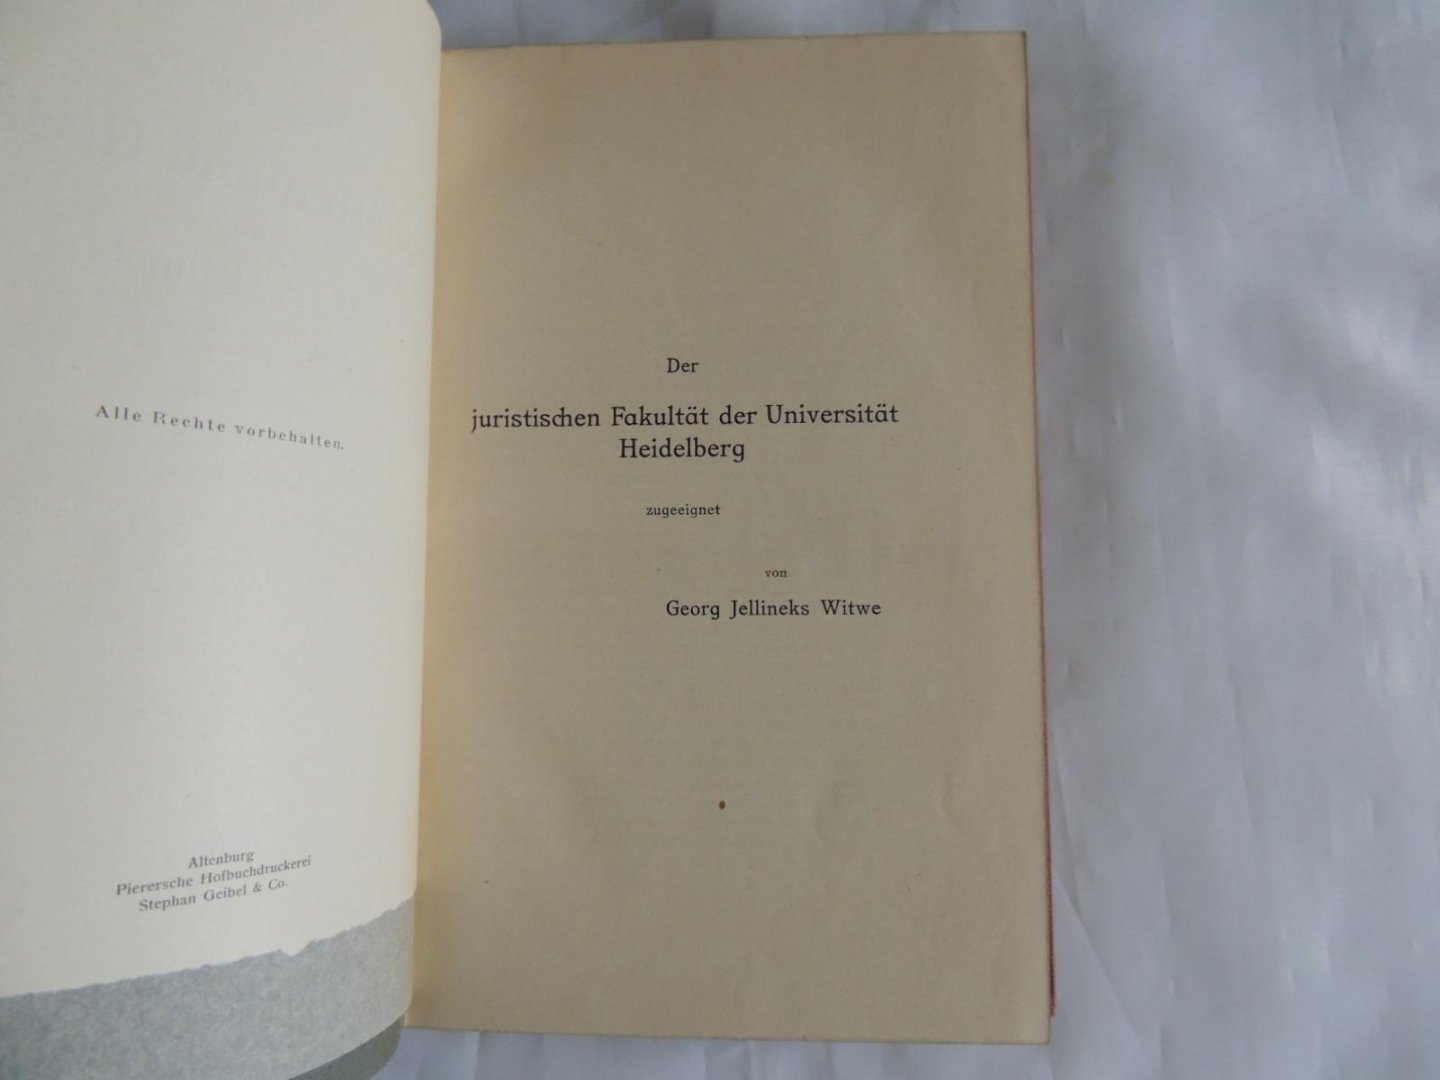 Alle Rechte vorbehalten.
Altenburg
Pierersche Hofbuchdruckerei
Stephan Geibel & Co.
Der
juristischen Fakultät der Universität
Heidelberg
zugeeignet
von
Georg Jellineks Witwe